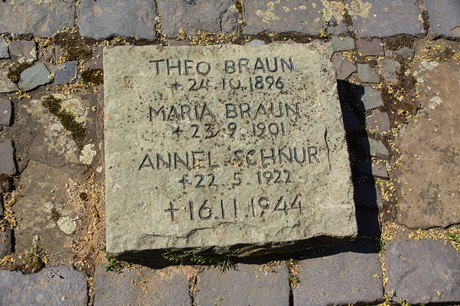 THEO BRAUN
+ 24.10.1896
MARIA BRAUN
+ 23.9.1901
ANNEL. SCHNUR
+ 22.5.1922
+ 16.11.1944